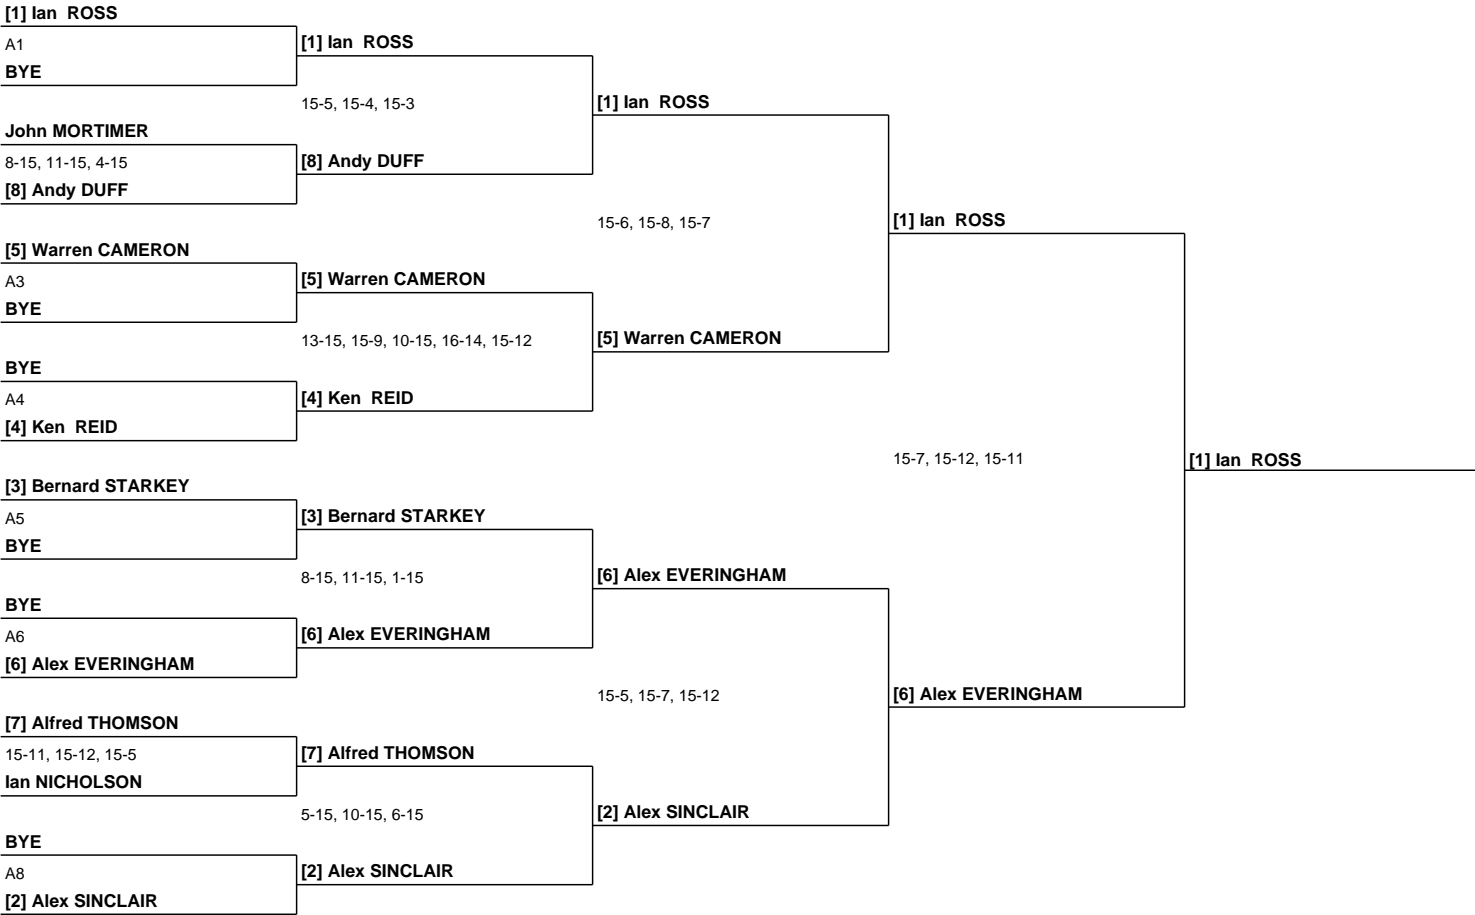 [1] Ian  ROSS
A1
BYE
John MORTIMER
8-15, 11-15, 4-15
[8] Andy DUFF
[5] Warren CAMERON
A3
BYE
BYE
A4
[4] Ken  REID
[3] Bernard STARKEY
A5
BYE
BYE
A6
[6] Alex EVERINGHAM
[7] Alfred THOMSON
15-11, 15-12, 15-5
Ian NICHOLSON
BYE
A8
[2] Alex SINCLAIR
[1] Ian  ROSS
15-5, 15-4, 15-3
[8] Andy DUFF
[5] Warren CAMERON
13-15, 15-9, 10-15, 16-14, 15-12
[4] Ken  REID
[3] Bernard STARKEY
8-15, 11-15, 1-15
[6] Alex EVERINGHAM
[7] Alfred THOMSON
5-15, 10-15, 6-15
[2] Alex SINCLAIR
[1] Ian  ROSS
15-6, 15-8, 15-7
[5] Warren CAMERON
[6] Alex EVERINGHAM
15-5, 15-7, 15-12
[2] Alex SINCLAIR
[1] Ian  ROSS
15-7, 15-12, 15-11
[6] Alex EVERINGHAM
[1] Ian  ROSS